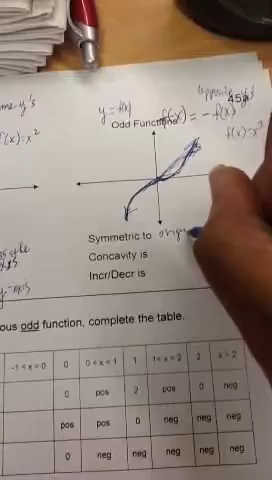 opposite y's
45a
y = f(x)
f(x) = -f(x)
Odd Functions
f(x) = x²
Symmetric to origin
Concavity is
Incr/Decr is
y-axis
ous odd function, complete the table.
-1 < x < 0 0 0 < x < 1 1 1 < x < 2 2 x > 2
0 pos 2 pos 0 neg
pos pos 0 neg neg neg
0 neg neg neg neg neg